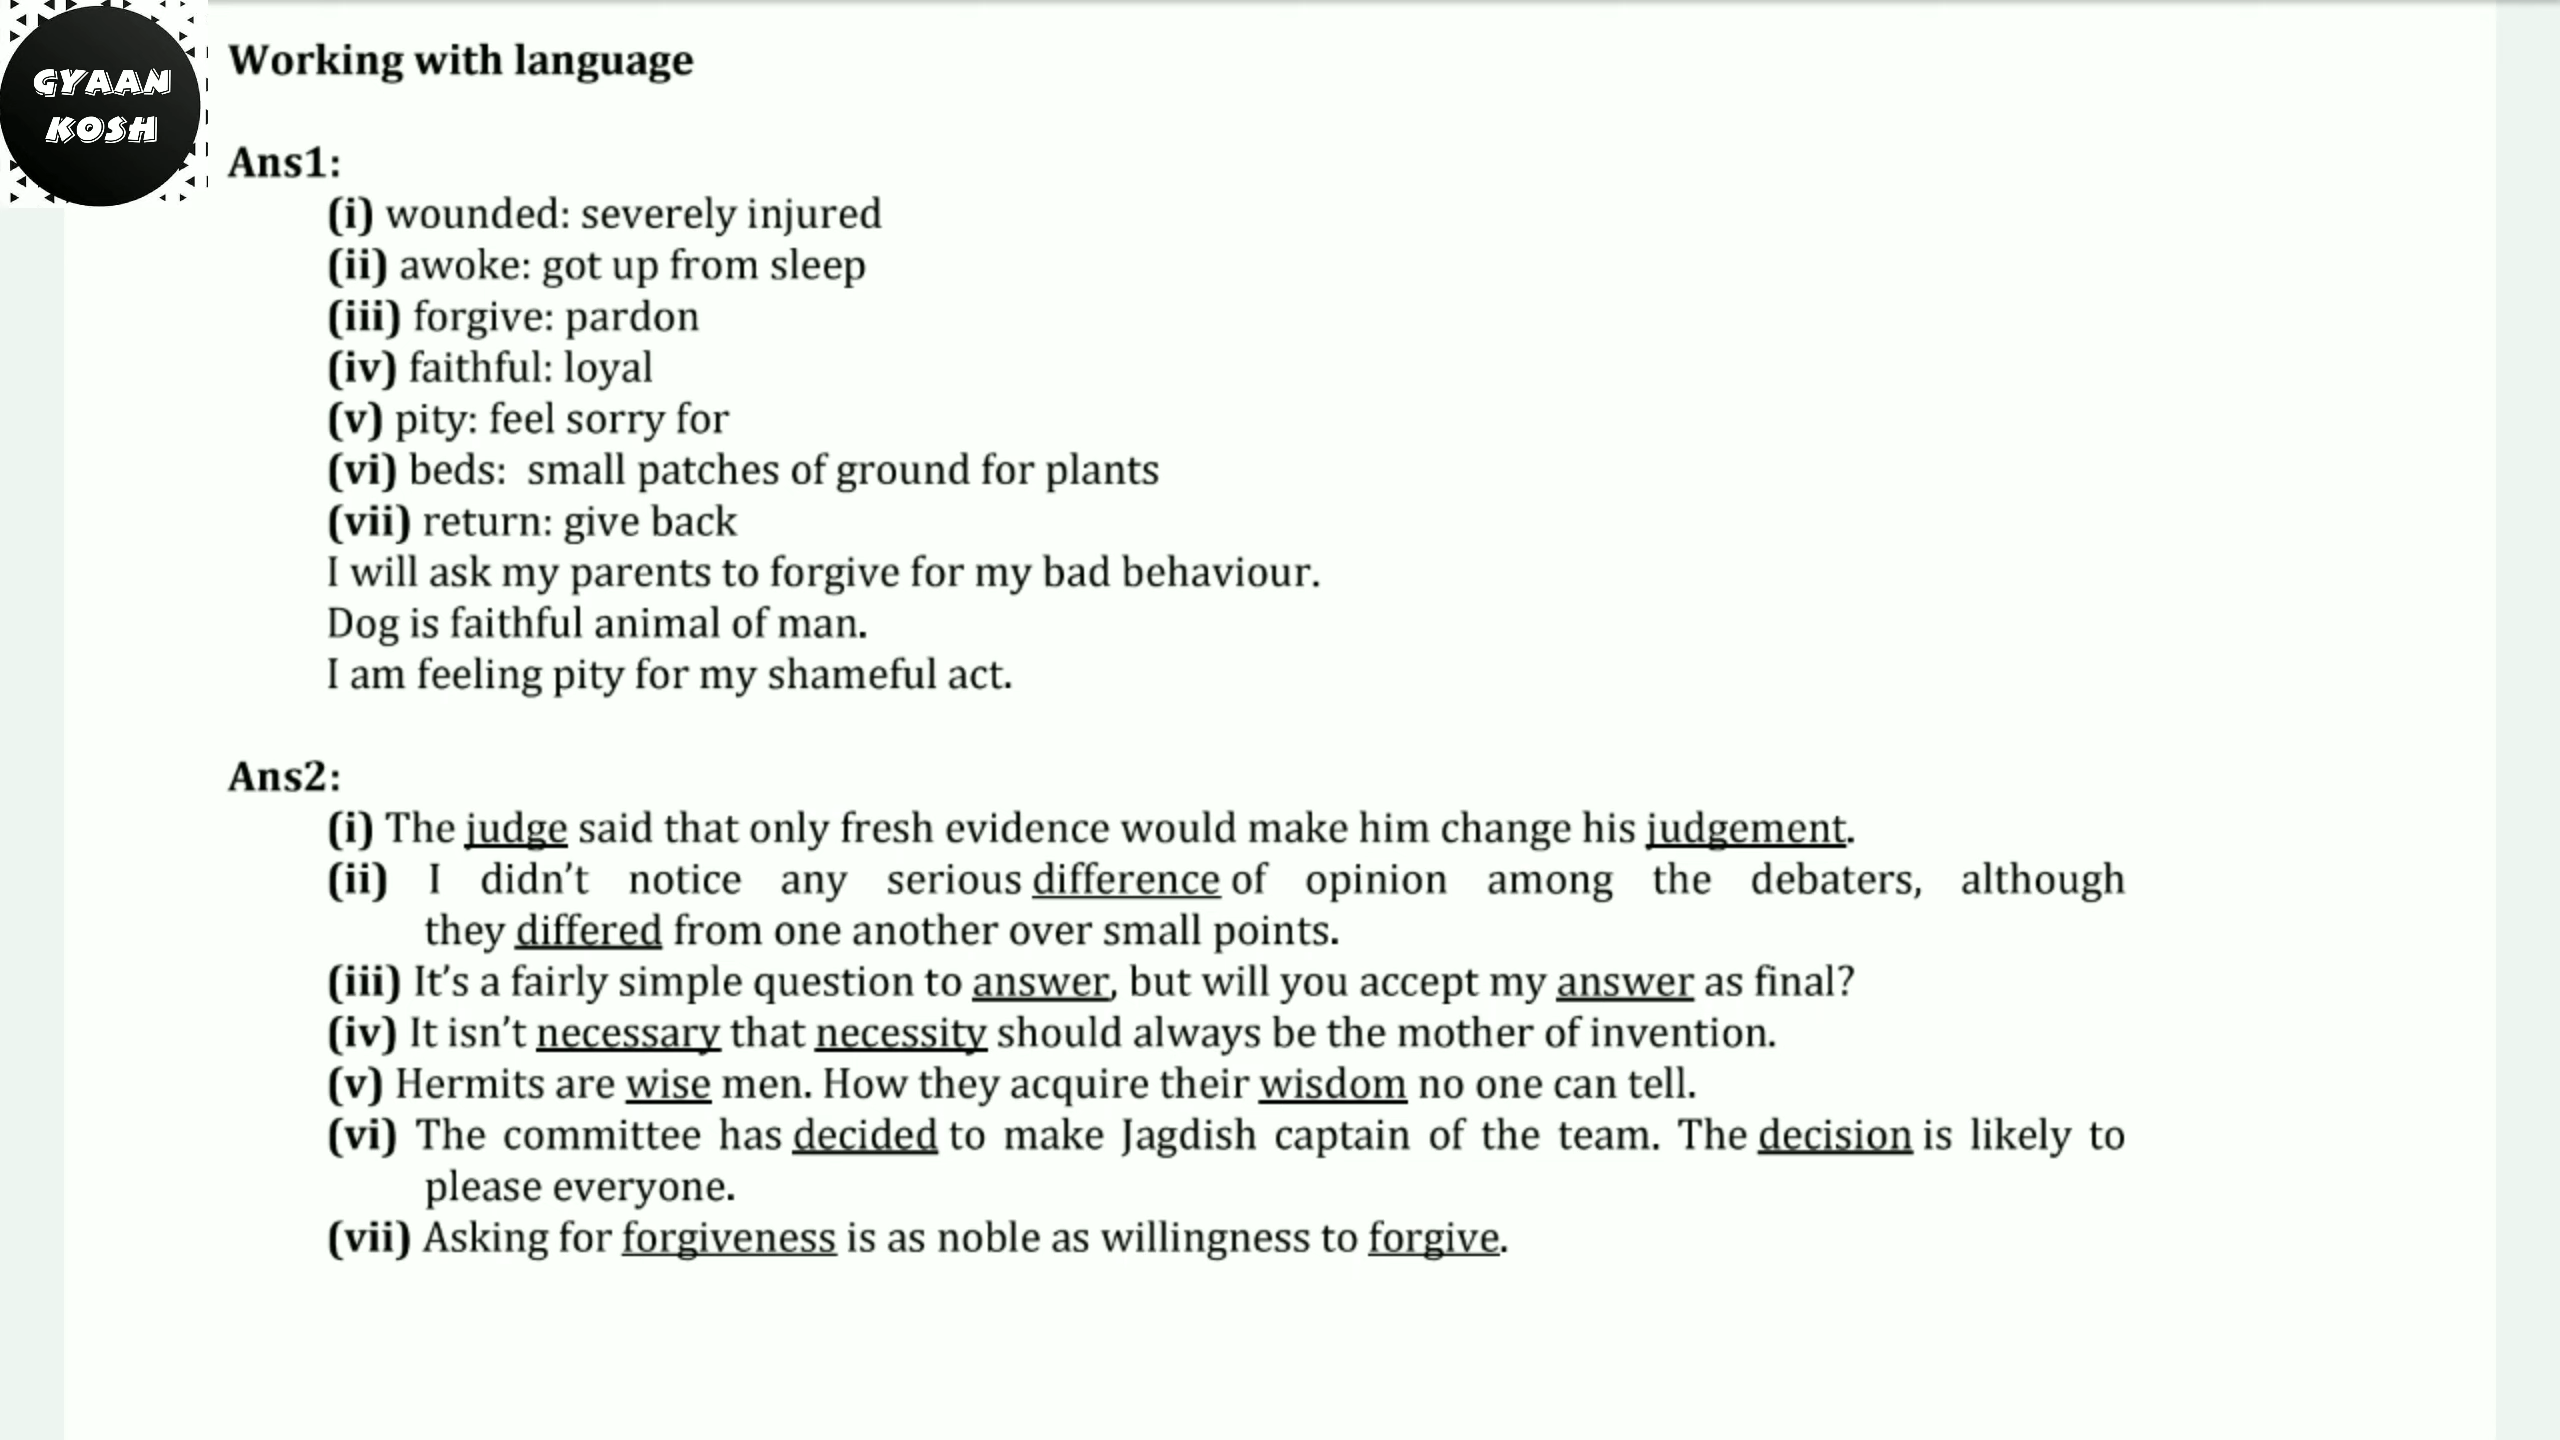 GYAAN
KOSH
Working with language
Ans1:
(i) wounded: severely injured
(ii) awoke: got up from sleep
(iii) forgive: pardon
(iv) faithful: loyal
(v) pity: feel sorry for
(vi) beds:  small patches of ground for plants
(vii) return: give back
I will ask my parents to forgive for my bad behaviour.
Dog is faithful animal of man.
I am feeling pity for my shameful act.
Ans2:
(i) The judge said that only fresh evidence would make him change his judgement.
(ii) I didn’t notice any serious difference of opinion among the debaters, although
they differed from one another over small points.
(iii) It’s a fairly simple question to answer, but will you accept my answer as final?
(iv) It isn’t necessary that necessity should always be the mother of invention.
(v) Hermits are wise men. How they acquire their wisdom no one can tell.
(vi) The committee has decided to make Jagdish captain of the team. The decision is likely to
please everyone.
(vii) Asking for forgiveness is as noble as willingness to forgive.